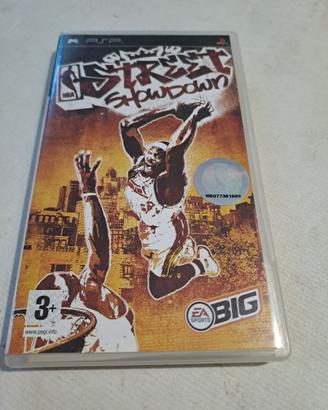 PSP
NBA
STREET
SHOWDOWN
3+
www.pegi.info
EA
SPORTS
BIG